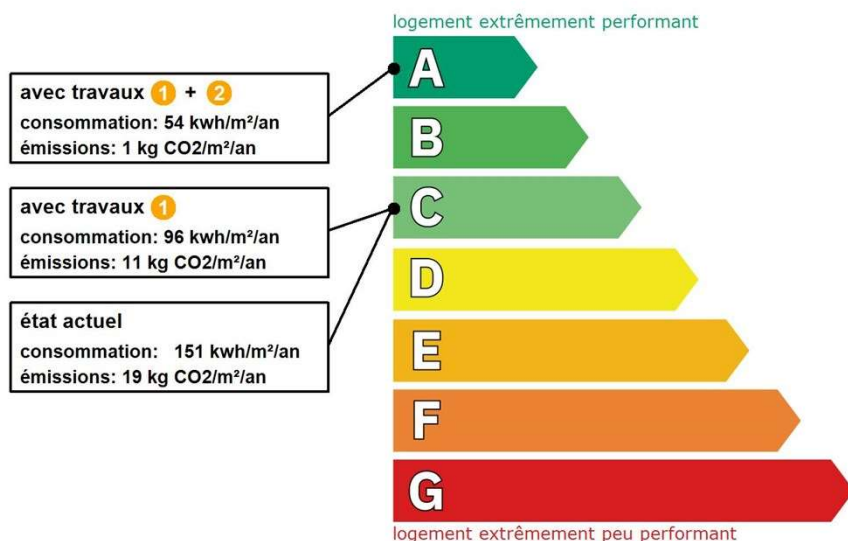 logement extrêmement performant
A
avec travaux 1 + 2
consommation: 54 kwh/m²/an
émissions: 1 kg CO2/m²/an
B
avec travaux 1
consommation: 96 kwh/m²/an
émissions: 11 kg CO2/m²/an
C
D
état actuel
consommation: 151 kwh/m²/an
émissions: 19 kg CO2/m²/an
E
F
G
logement extrêmement peu performant